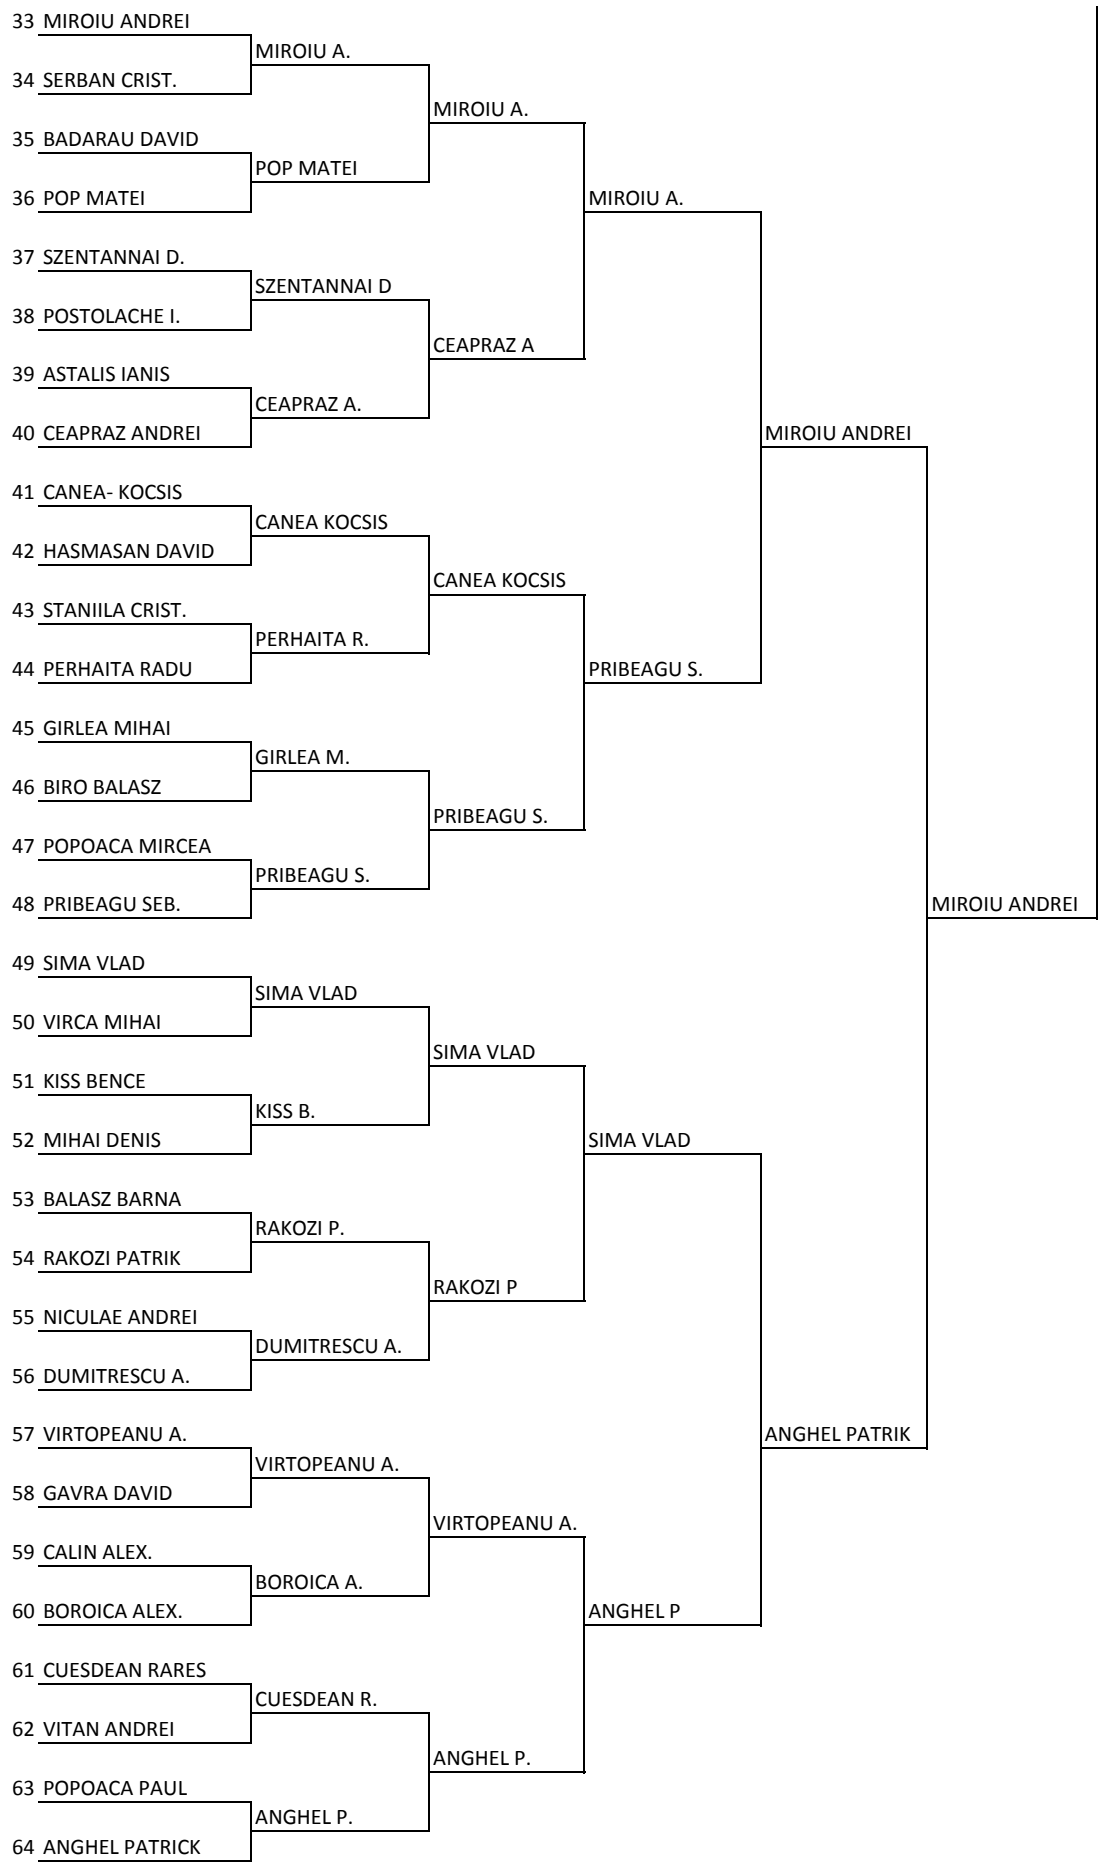 33 MIROIU ANDREI
MIROIU A.
34 SERBAN CRIST.
MIROIU A.
35 BADARAU DAVID
POP MATEI
36 POP MATEI
MIROIU A.
37 SZENTANNAI D.
SZENTANNAI D
38 POSTOLACHE I.
CEAPRAZ A
39 ASTALIS IANIS
CEAPRAZ A.
40 CEAPRAZ ANDREI
MIROIU ANDREI
41 CANEA- KOCSIS
CANEA KOCSIS
42 HASMASAN DAVID
CANEA KOCSIS
43 STANIILA CRIST.
PERHAITA R.
44 PERHAITA RADU
PRIBEAGU S.
45 GIRLEA MIHAI
GIRLEA M.
46 BIRO BALASZ
PRIBEAGU S.
47 POPOACA MIRCEA
PRIBEAGU S.
48 PRIBEAGU SEB.
MIROIU ANDREI
49 SIMA VLAD
SIMA VLAD
50 VIRCA MIHAI
SIMA VLAD
51 KISS BENCE
KISS B.
52 MIHAI DENIS
SIMA VLAD
53 BALASZ BARNA
RAKOZI P.
54 RAKOZI PATRIK
RAKOZI P
55 NICULAE ANDREI
DUMITRESCU A.
56 DUMITRESCU A.
57 VIRTOPEANU A.
ANGHEL PATRIK
VIRTOPEANU A.
58 GAVRA DAVID
VIRTOPEANU A.
59 CALIN ALEX.
BOROICA A.
60 BOROICA ALEX.
ANGHEL P
61 CUESDEAN RARES
CUESDEAN R.
62 VITAN ANDREI
ANGHEL P.
63 POPOACA PAUL
ANGHEL P.
64 ANGHEL PATRICK